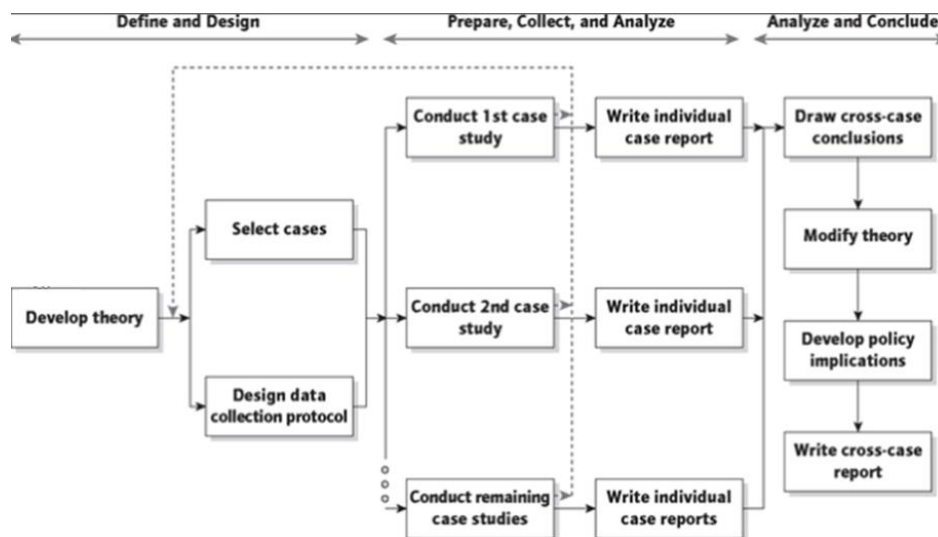 Define and Design
Prepare, Collect, and Analyze
Analyze and Conclude
Develop theory
Select cases
Design data
collection protocol
Conduct 1st case
study
Conduct 2nd case
study
Conduct remaining
case studies
Write individual
case report
Write individual
case report
Write individual
case reports
Draw cross-case
conclusions
Modify theory
Develop policy
implications
Write cross-case
report